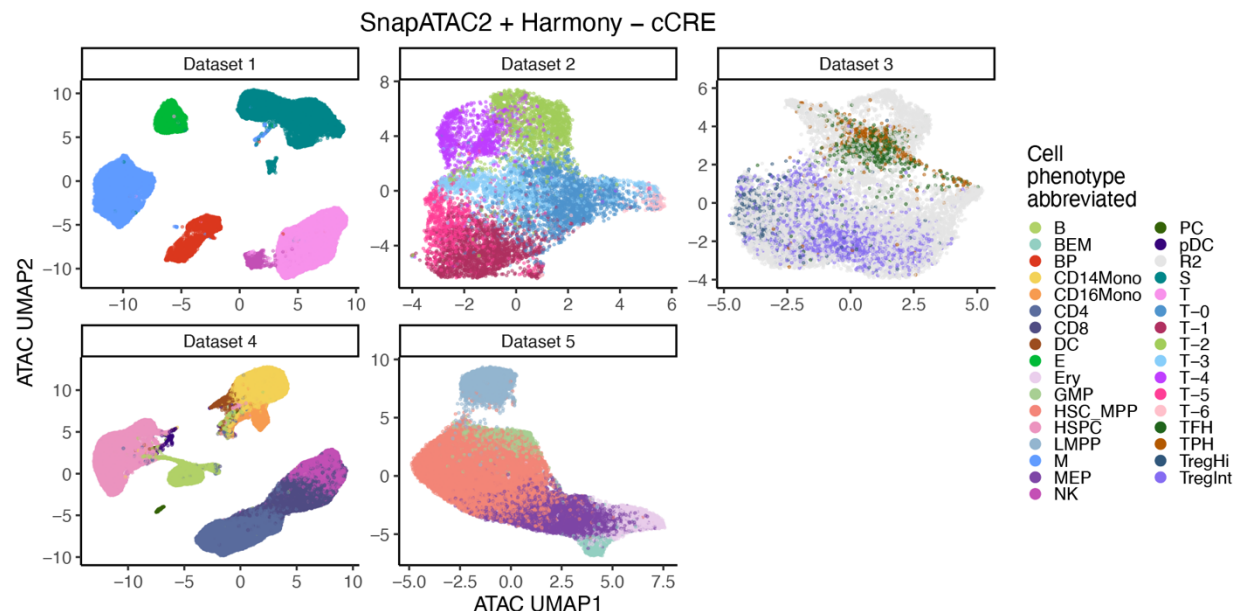 SnapATAC2 + Harmony − cCRE
Dataset 1
Dataset 2
Dataset 3
10
5
0
−5
−10
−10
−5
0
5
10
8
4
0
−4
−4
−2
0
2
4
6
6
4
2
0
−2
−4
−5.0
−2.5
0.0
2.5
5.0
ATAC UMAP2
Dataset 4
Dataset 5
10
5
0
−5
−10
−10
−5
0
5
10
10
5
0
−5
−5.0
−2.5
0.0
2.5
5.0
7.5
ATAC UMAP1
Cell
phenotype
abbreviated
B
BEM
BP
CD14Mono
CD16Mono
CD4
CD8
DC
E
Ery
GMP
HSC_MPP
HSPC
LMPP
M
MEP
NK
PC
pDC
R2
S
T
T−0
T−1
T−2
T−3
T−4
T−5
T−6
TFH
TPH
TregHi
TregInt